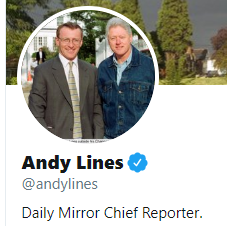 Andy Lines
@andylines
Daily Mirror Chief Reporter.